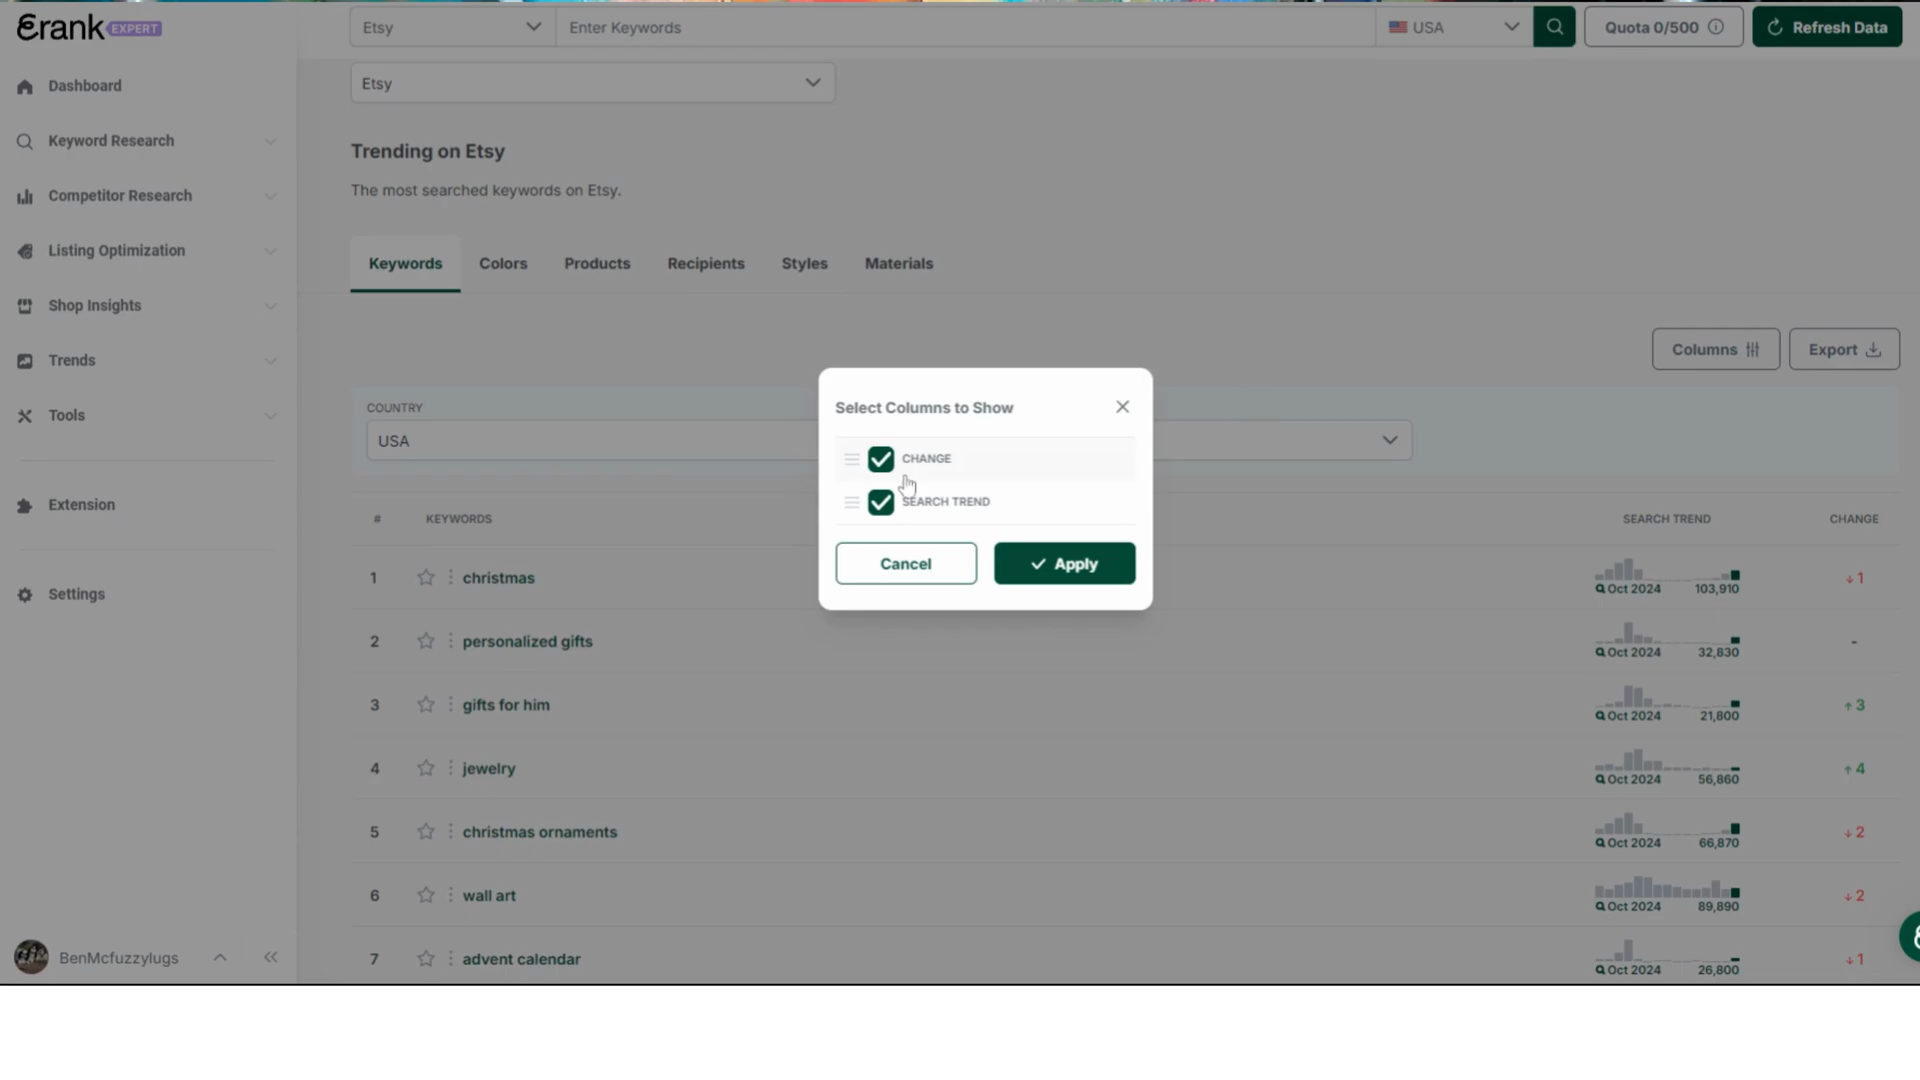 erank EXPERT
Etsy
Enter Keywords
USA
Quota 0/500
Refresh Data
Dashboard
Keyword Research
Competitor Research
Listing Optimization
Shop Insights
Trends
Tools
Extension
Settings
BenMcfuzzylugs
Etsy
Trending on Etsy
The most searched keywords on Etsy.
Keywords Colors Products Recipients Styles Materials
Columns
Export
COUNTRY
USA
Select Columns to Show
CHANGE
SEARCH TREND
Cancel
Apply
# KEYWORDS SEARCH TREND CHANGE
1 christmas Oct 2024 103,910 ↓1
2 personalized gifts Oct 2024 32,830 -
3 gifts for him Oct 2024 21,800 ↑3
4 jewelry Oct 2024 56,860 ↑4
5 christmas ornaments Oct 2024 66,870 ↓2
6 wall art Oct 2024 89,890 ↓2
7 advent calendar Oct 2024 26,800 ↓1